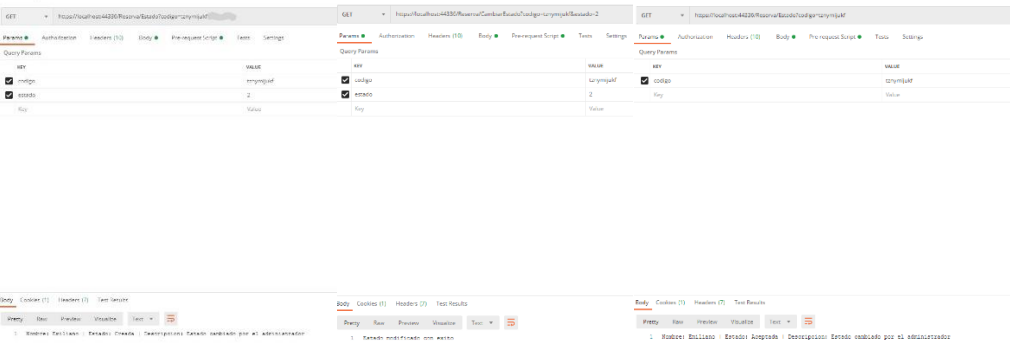 GET https://localhost:44330/Reserva/Estado?codigo=tsnymijukf
Params Authorization Headers (10) Body Pre-request Script Tests Settings
Query Params
KEY VALUE
codigo tsnymijukf
estado 2
Key Value
Body Cookies (1) Headers (7) Test Results
Pretty Raw Preview Visualize Text
1 Nombre: Emiliano | Estado: Creada | Descripcion: Estado cambiado por el administrador
GET https://localhost:44330/Reserva/CambiarEstado?codigo=tsnymijukf&estado=2
Params Authorization Headers (10) Body Pre-request Script Tests Settings
Query Params
KEY VALUE
codigo tsnymijukf
estado 2
Key Value
Body Cookies (1) Headers (7) Test Results
Pretty Raw Preview Visualize Text
1 Estado modificado con exito
GET https://localhost:44330/Reserva/Estado?codigo=tsnymijukf
Params Authorization Headers (10) Body Pre-request Script Tests Settings
Query Params
KEY VALUE
codigo tsnymijukf
Key Value
Body Cookies (1) Headers (7) Test Results
Pretty Raw Preview Visualize Text
1 Nombre: Emiliano | Estado: Aceptada | Descripcion: Estado cambiado por el administrador